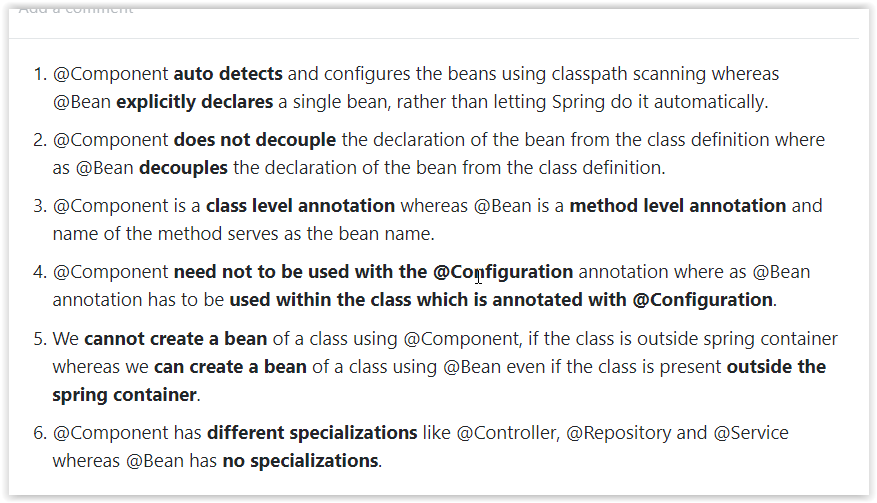 Add a comment
1. @Component auto detects and configures the beans using classpath scanning whereas
@Bean explicitly declares a single bean, rather than letting Spring do it automatically.
2. @Component does not decouple the declaration of the bean from the class definition where
as @Bean decouples the declaration of the bean from the class definition.
3. @Component is a class level annotation whereas @Bean is a method level annotation and
name of the method serves as the bean name.
4. @Component need not to be used with the @Configuration annotation where as @Bean
annotation has to be used within the class which is annotated with @Configuration.
5. We cannot create a bean of a class using @Component, if the class is outside spring container
whereas we can create a bean of a class using @Bean even if the class is present outside the
spring container.
6. @Component has different specializations like @Controller, @Repository and @Service
whereas @Bean has no specializations.